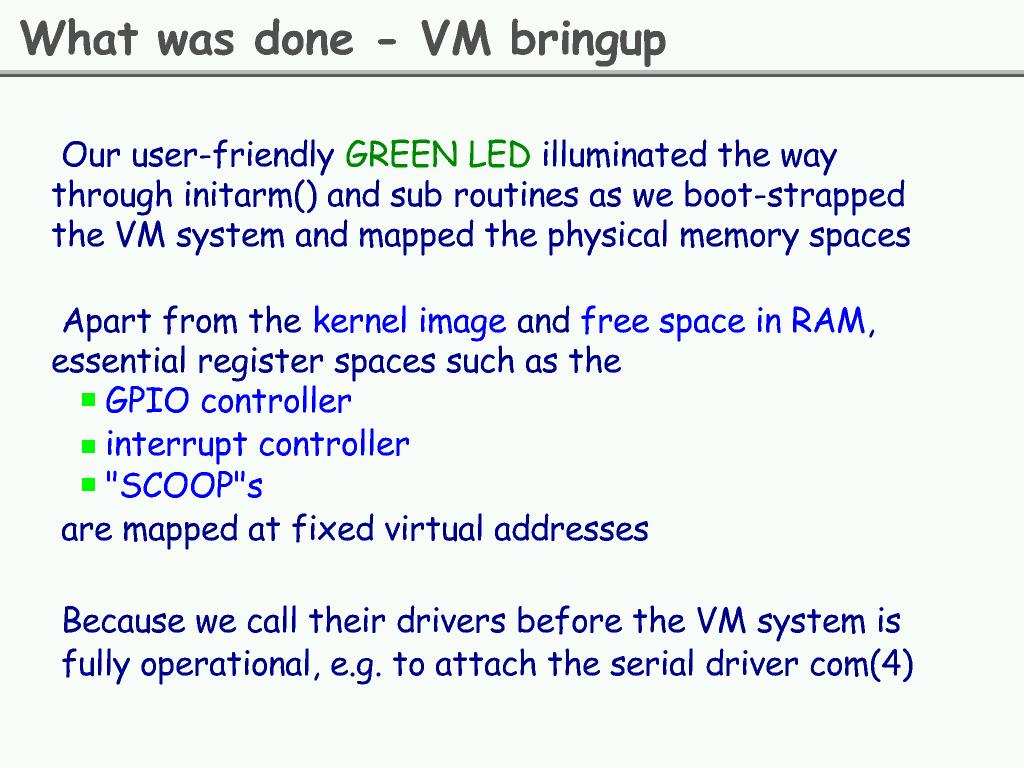 What was done - VM bringup
Our user-friendly GREEN LED illuminated the way
through initarm() and sub routines as we boot-strapped
the VM system and mapped the physical memory spaces
Apart from the kernel image and free space in RAM,
essential register spaces such as the
GPIO controller
interrupt controller
"SCOOP"s
are mapped at fixed virtual addresses
Because we call their drivers before the VM system is
fully operational, e.g. to attach the serial driver com(4)